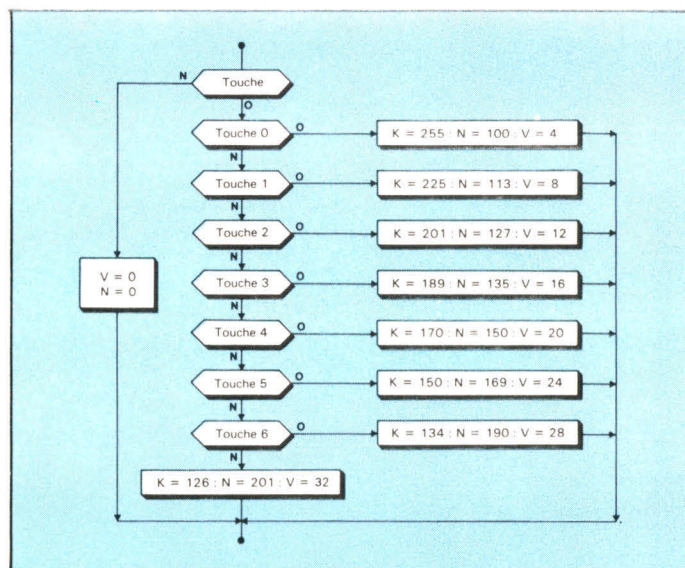 N
Touche
O
Touche 0 O K = 255 : N = 100 : V = 4
N
Touche 1 O K = 225 : N = 113 : V = 8
N
Touche 2 O K = 201 : N = 127 : V = 12
N
V = 0
N = 0
Touche 3 O K = 189 : N = 135 : V = 16
N
Touche 4 O K = 170 : N = 150 : V = 20
N
Touche 5 O K = 150 : N = 169 : V = 24
N
Touche 6 O K = 134 : N = 190 : V = 28
N
K = 126 : N = 201 : V = 32